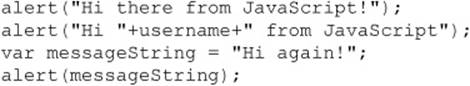 alert("Hi there from JavaScript!");
alert("Hi "+username+" from JavaScript");
var messageString = "Hi again!";
alert(messageString);